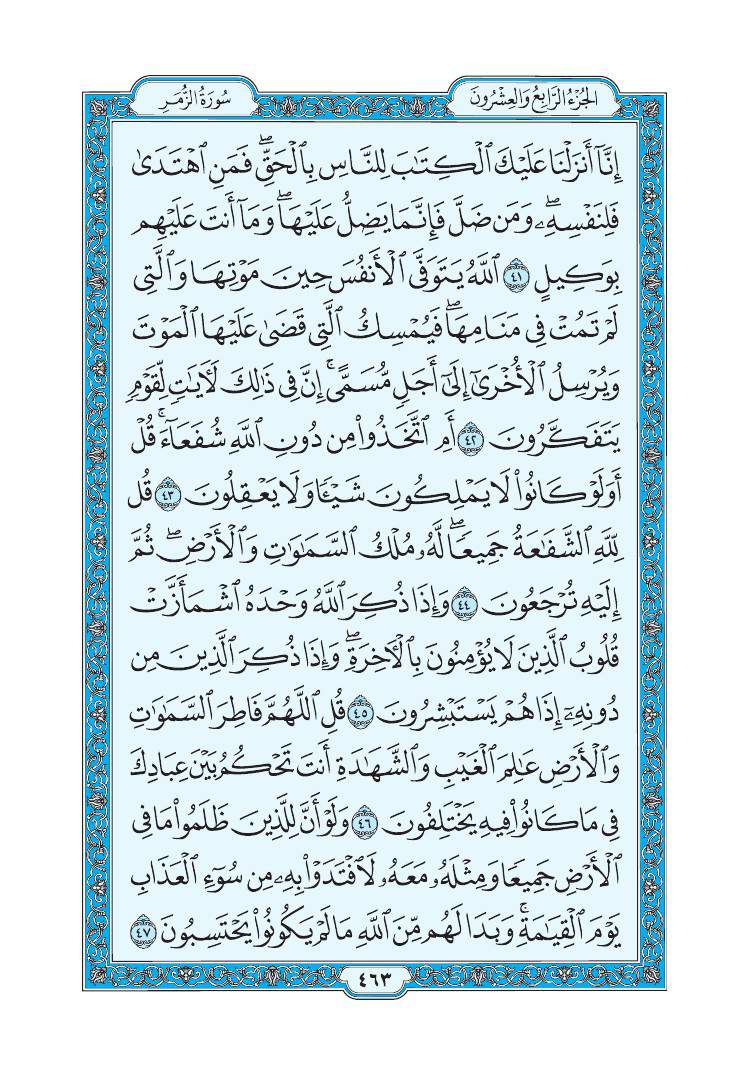 الجُزْءُ الرَّابِعُ وَالعِشْرُونَ
سُورَةُ الزُّمَرِ
إِنَّآ أَنزَلۡنَا عَلَيۡكَ ٱلۡكِتَٰبَ لِلنَّاسِ بِٱلۡحَقِّۖ فَمَنِ ٱهۡتَدَىٰ
فَلِنَفۡسِهِۦۖ وَمَن ضَلَّ فَإِنَّمَا يَضِلُّ عَلَيۡهَاۖ وَمَآ أَنتَ عَلَيۡهِم
بِوَكِيلٍ ٤١ ٱللَّهُ يَتَوَفَّى ٱلۡأَنفُسَ حِينَ مَوۡتِهَا وَٱلَّتِي
لَمۡ تَمُتۡ فِي مَنَامِهَاۖ فَيُمۡسِكُ ٱلَّتِي قَضَىٰ عَلَيۡهَا ٱلۡمَوۡتَ
وَيُرۡسِلُ ٱلۡأُخۡرَىٰٓ إِلَىٰٓ أَجَلٖ مُّسَمًّىۚ إِنَّ فِي ذَٰلِكَ لَأٓيَٰتٖ لِّقَوۡمٖ
يَتَفَكَّرُونَ ٤٢ أَمِ ٱتَّخَذُواْ مِن دُونِ ٱللَّهِ شُفَعَآءَۚ قُلۡ
أَوَلَوۡ كَانُواْ لَا يَمۡلِكُونَ شَيۡـٔٗا وَلَا يَعۡقِلُونَ ٤٣ قُل
لِّلَّهِ ٱلشَّفَٰعَةُ جَمِيعٗاۖ لَّهُۥ مُلۡكُ ٱلسَّمَٰوَٰتِ وَٱلۡأَرۡضِۖ ثُمَّ
إِلَيۡهِ تُرۡجَعُونَ ٤٤ وَإِذَا ذُكِرَ ٱللَّهُ وَحۡدَهُ ٱشۡمَأَزَّتۡ
قُلُوبُ ٱلَّذِينَ لَا يُؤۡمِنُونَ بِٱلۡأٓخِرَةِۖ وَإِذَا ذُكِرَ ٱلَّذِينَ مِن
دُونِهِۦٓ إِذَا هُمۡ يَسۡتَبۡشِرُونَ ٤٥ قُلِ ٱللَّهُمَّ فَاطِرَ ٱلسَّمَٰوَٰتِ
وَٱلۡأَرۡضِ عَٰلِمَ ٱلۡغَيۡبِ وَٱلشَّهَٰدَةِ أَنتَ تَحۡكُمُ بَيۡنَ عِبَادِكَ
فِي مَا كَانُواْ فِيهِ يَخۡتَلِفُونَ ٤٦ وَلَوۡ أَنَّ لِلَّذِينَ ظَلَمُواْ مَا فِي
ٱلۡأَرۡضِ جَمِيعٗا وَمِثۡلَهُۥ مَعَهُۥ لَٱفۡتَدَوۡاْ بِهِۦ مِن سُوٓءِ ٱلۡعَذَابِ
يَوۡمَ ٱلۡقِيَٰمَةِۚ وَبَدَا لَهُم مِّنَ ٱللَّهِ مَا لَمۡ يَكُونُواْ يَحۡتَسِبُونَ ٤٧
٤٦٣